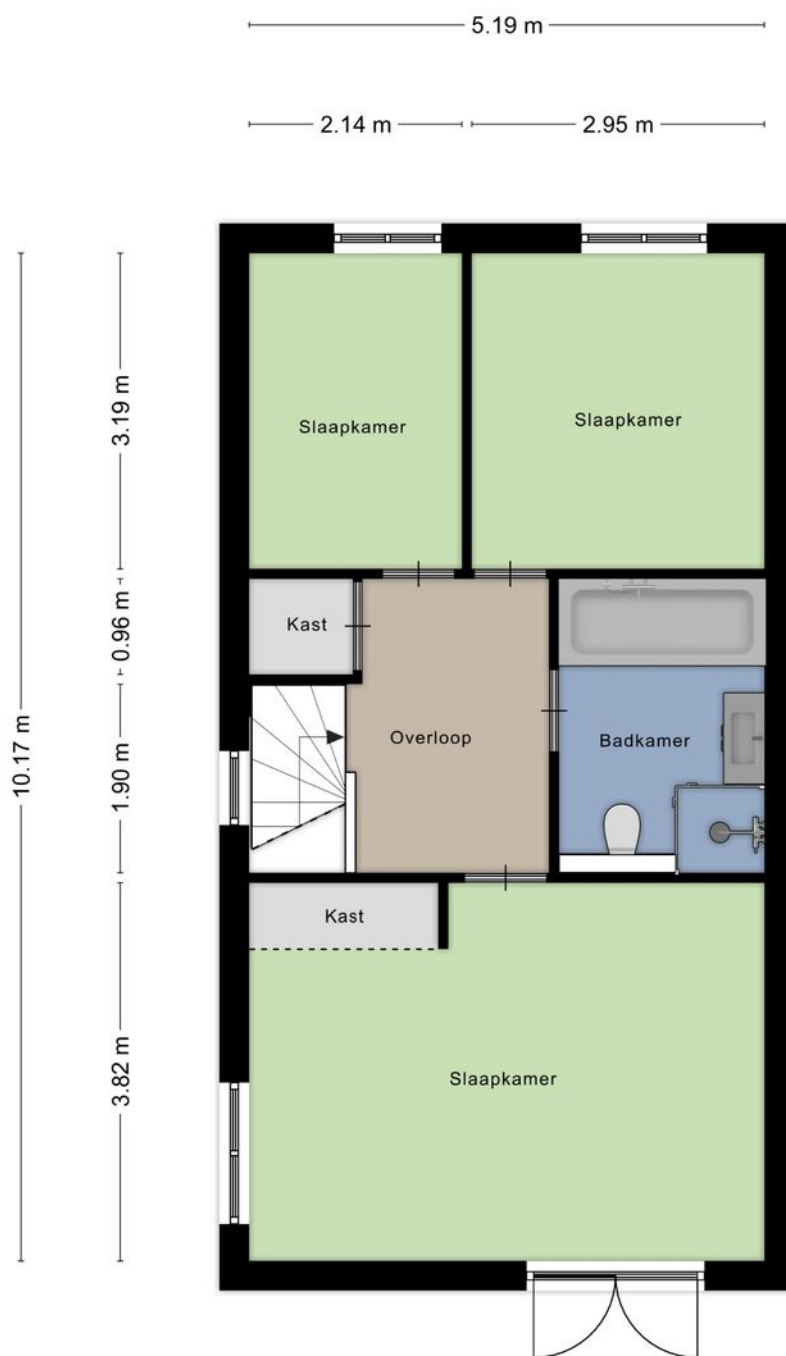 5.19 m
2.14 m
2.95 m
3.19 m
0.96 m
1.90 m
3.82 m
10.17 m
Slaapkamer
Slaapkamer
Kast
Overloop
Badkamer
Kast
Slaapkamer